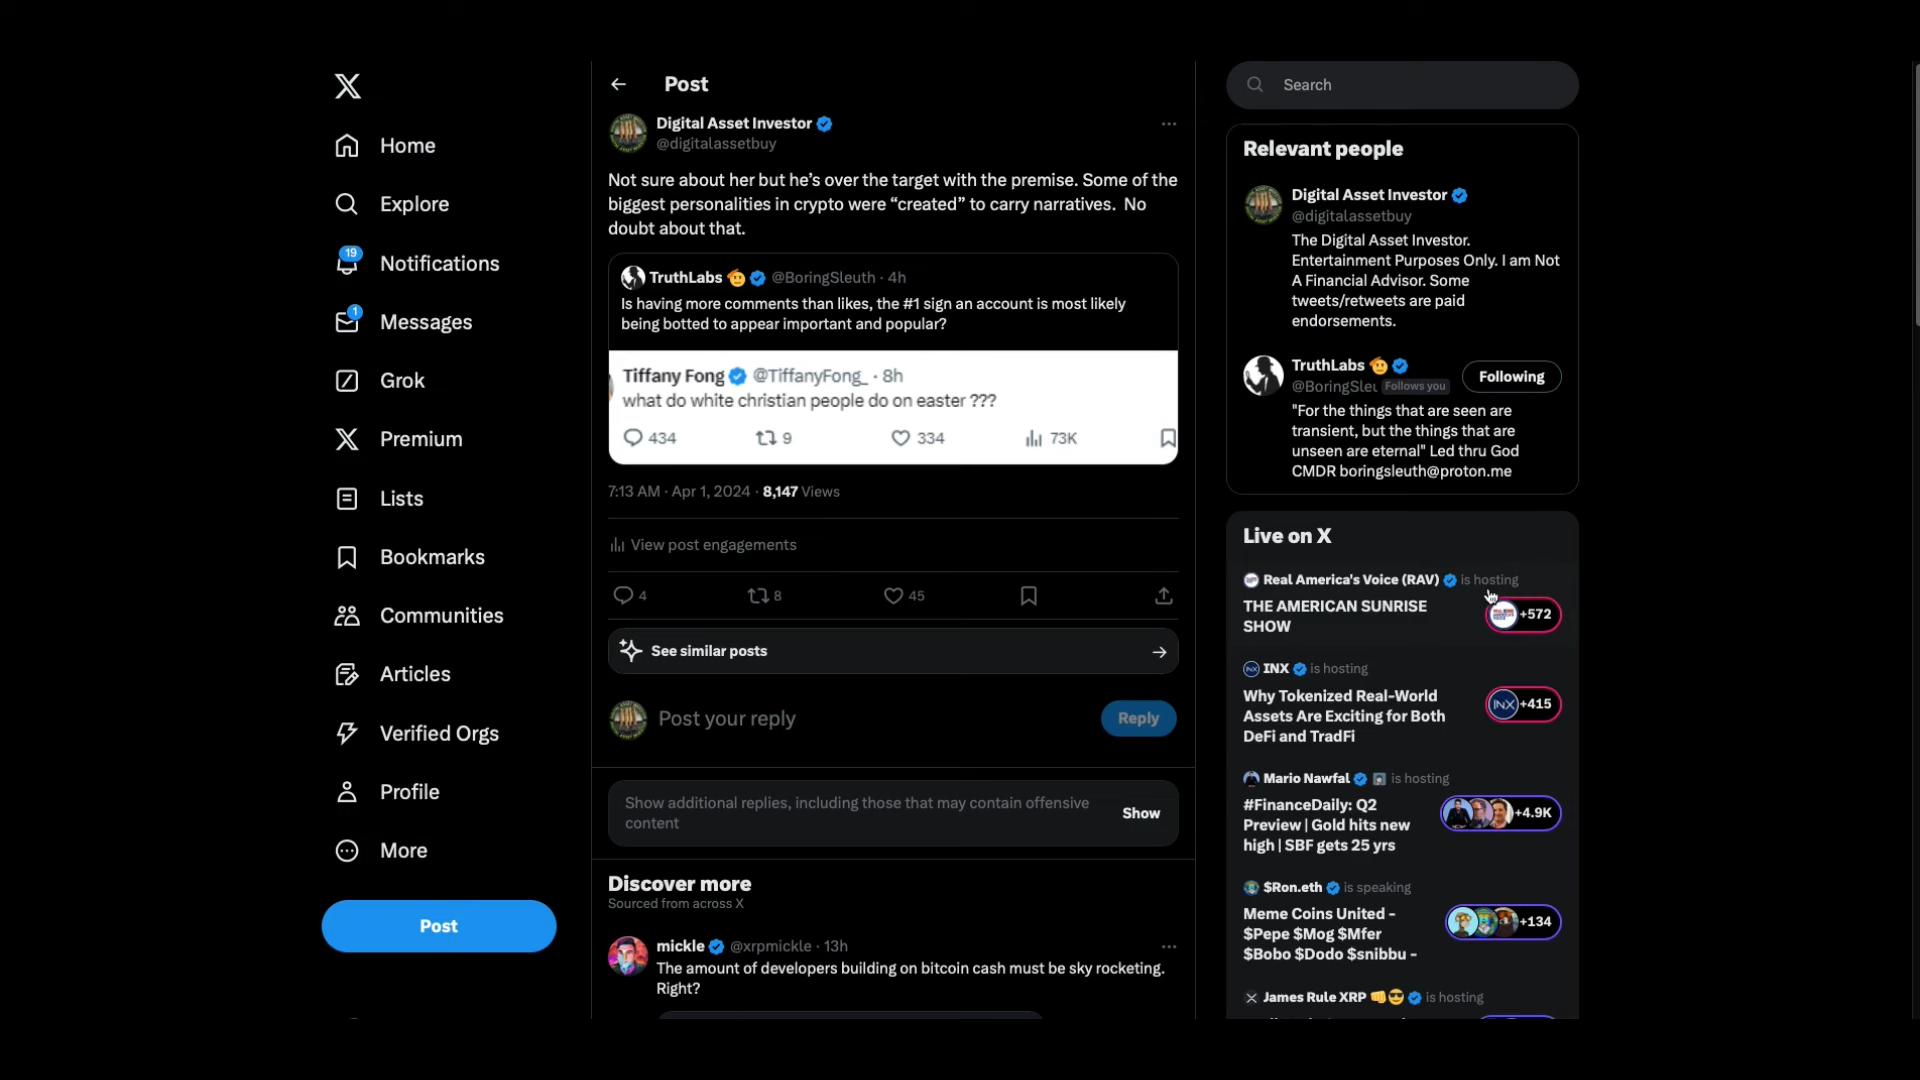 Home
Explore
19
Notifications
1
Messages
Grok
Premium
Lists
Bookmarks
Communities
Articles
Verified Orgs
Profile
More
Post
Post
Digital Asset Investor
@digitalassetbuy
Not sure about her but he's over the target with the premise. Some of the
biggest personalities in crypto were “created” to carry narratives. No
doubt about that.
TruthLabs 🫡 @BoringSleuth · 4h
Is having more comments than likes, the #1 sign an account is most likely
being botted to appear important and popular?
Tiffany Fong @TiffanyFong_ · 8h
what do white christian people do on easter ???
434 9 334 73K
7:13 AM · Apr 1, 2024 · 8,147 Views
View post engagements
4 8 45
See similar posts
Post your reply
Reply
Show additional replies, including those that may contain offensive
content
Show
Discover more
Sourced from across X
mickle @xrpmickle · 13h
The amount of developers building on bitcoin cash must be sky rocketing.
Right?
Search
Relevant people
Digital Asset Investor
@digitalassetbuy
The Digital Asset Investor.
Entertainment Purposes Only. I am Not
A Financial Advisor. Some
tweets/retweets are paid
endorsements.
TruthLabs 🫡
@BoringSleu Follows you
Following
"For the things that are seen are
transient, but the things that are
unseen are eternal" Led thru God
CMDR boringsleuth@proton.me
Live on X
Real America's Voice (RAV) is hosting
THE AMERICAN SUNRISE
SHOW
+572
INX is hosting
Why Tokenized Real-World
Assets Are Exciting for Both
DeFi and TradFi
INX +415
Mario Nawfal is hosting
#FinanceDaily: Q2
Preview | Gold hits new
high | SBF gets 25 yrs
+4.9K
$Ron.eth is speaking
Meme Coins United -
$Pepe $Mog $Mfer
$Bobo $Dodo $snibbu -
+134
James Rule XRP 👊😎 is hosting